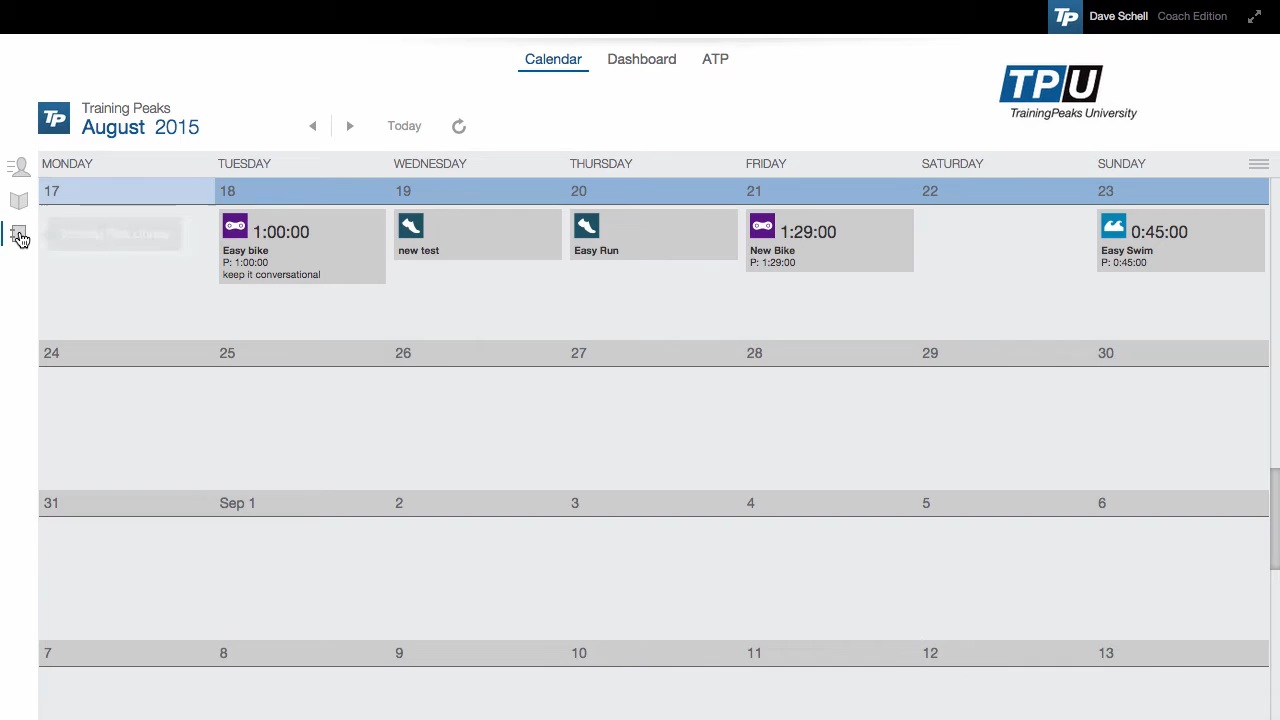 TP Dave Schell Coach Edition
Calendar Dashboard ATP
TPU
TrainingPeaks University
TP
Training Peaks
August 2015
Today
MONDAY TUESDAY WEDNESDAY THURSDAY FRIDAY SATURDAY SUNDAY
17 18 19 20 21 22 23
1:00:00
Easy bike
P: 1:00:00
keep it conversational
new test
Easy Run
1:29:00
New Bike
P: 1:29:00
0:45:00
Easy Swim
P: 0:45:00
24 25 26 27 28 29 30
31 Sep 1 2 3 4 5 6
7 8 9 10 11 12 13